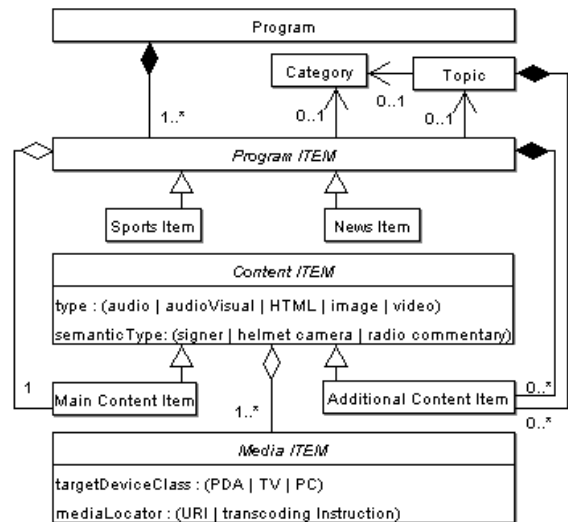 Program
Category
Topic
0..1
1..*
0..1
0..1
Program ITEM
Sports Item
News Item
Content ITEM
type : (audio | audioVisual | HTML | image | video)
semanticType: (signer | helmet camera | radio commentary)
1
Main Content Item
1..*
Additional Content Item
0..*
0..*
Media ITEM
targetDeviceClass : (PDA | TV | PC)
mediaLocator : (URI | transcoding Instruction)